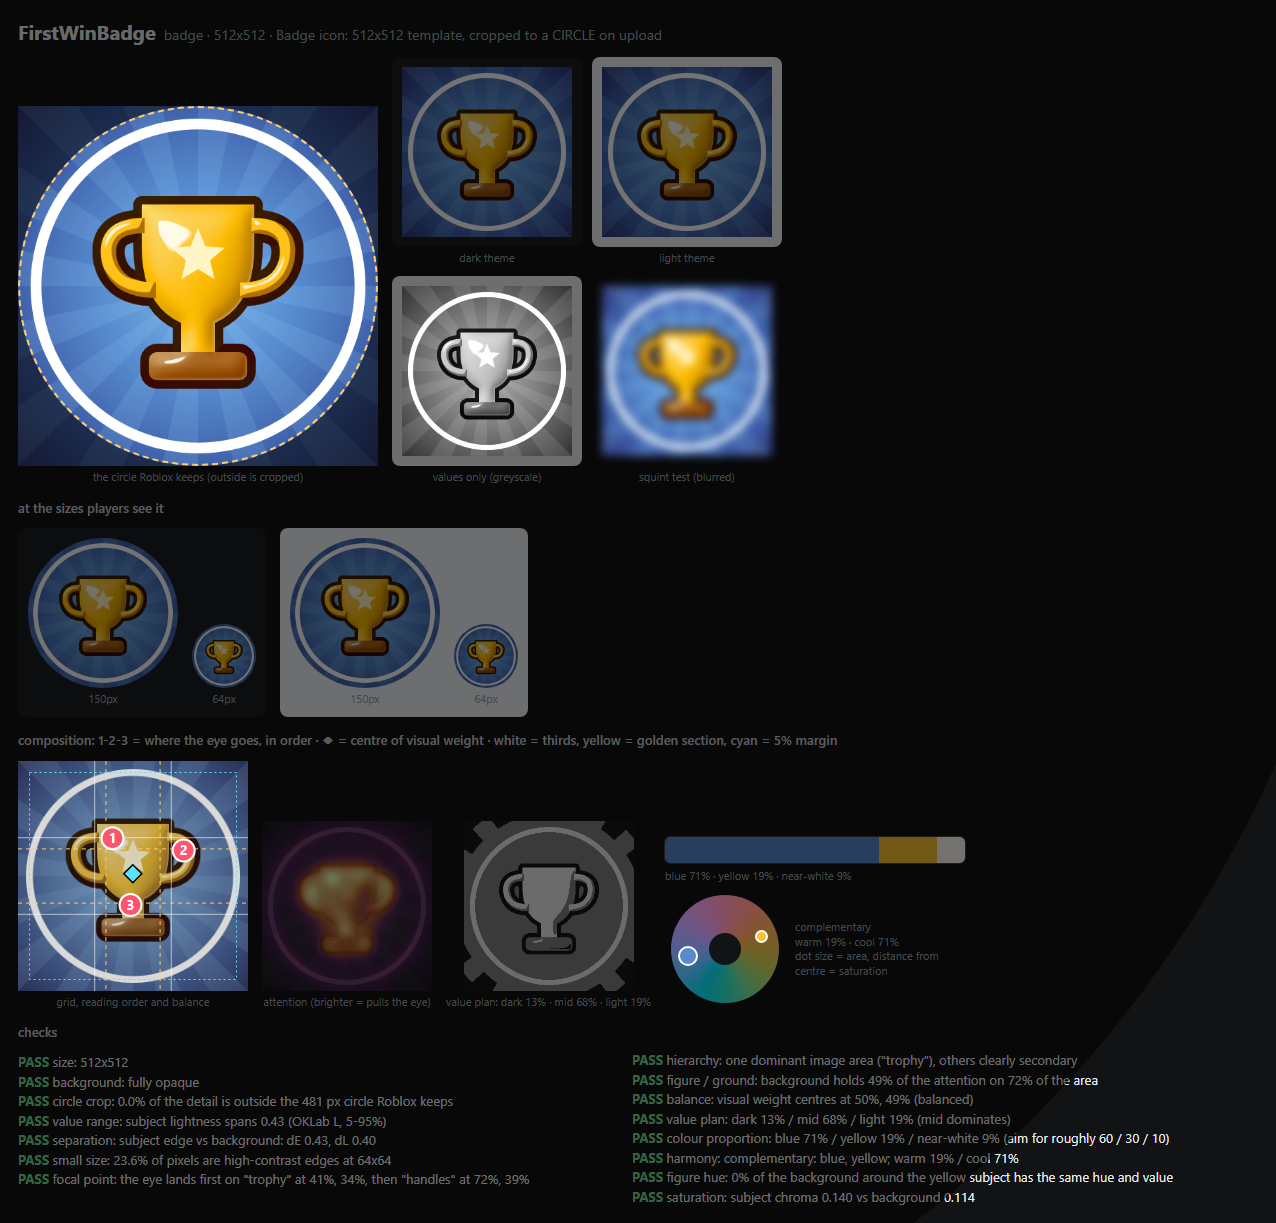 FirstWinBadge badge · 512x512 · Badge icon: 512x512 template, cropped to a CIRCLE on upload
dark theme
light theme
the circle Roblox keeps (outside is cropped)
values only (greyscale)
squint test (blurred)
at the sizes players see it
150px
64px
150px
64px
composition: 1-2-3 = where the eye goes, in order · ◆ = centre of visual weight · white = thirds, yellow = golden section, cyan = 5% margin
1
2
3
blue 71% · yellow 19% · near-white 9%
complementary
warm 19% · cool 71%
dot size = area, distance from
centre = saturation
grid, reading order and balance
attention (brighter = pulls the eye)
value plan: dark 13% · mid 68% · light 19%
checks
PASS size: 512x512
PASS background: fully opaque
PASS circle crop: 0.0% of the detail is outside the 481 px circle Roblox keeps
PASS value range: subject lightness spans 0.43 (OKLab L, 5-95%)
PASS separation: subject edge vs background: dE 0.43, dL 0.40
PASS small size: 23.6% of pixels are high-contrast edges at 64x64
PASS focal point: the eye lands first on "trophy" at 41%, 34%, then "handles" at 72%, 39%
PASS hierarchy: one dominant image area ("trophy"), others clearly secondary
PASS figure / ground: background holds 49% of the attention on 72% of the area
PASS balance: visual weight centres at 50%, 49% (balanced)
PASS value plan: dark 13% / mid 68% / light 19% (mid dominates)
PASS colour proportion: blue 71% / yellow 19% / near-white 9% (aim for roughly 60 / 30 / 10)
PASS harmony: complementary: blue, yellow; warm 19% / cool 71%
PASS figure hue: 0% of the background around the yellow subject has the same hue and value
PASS saturation: subject chroma 0.140 vs background 0.114